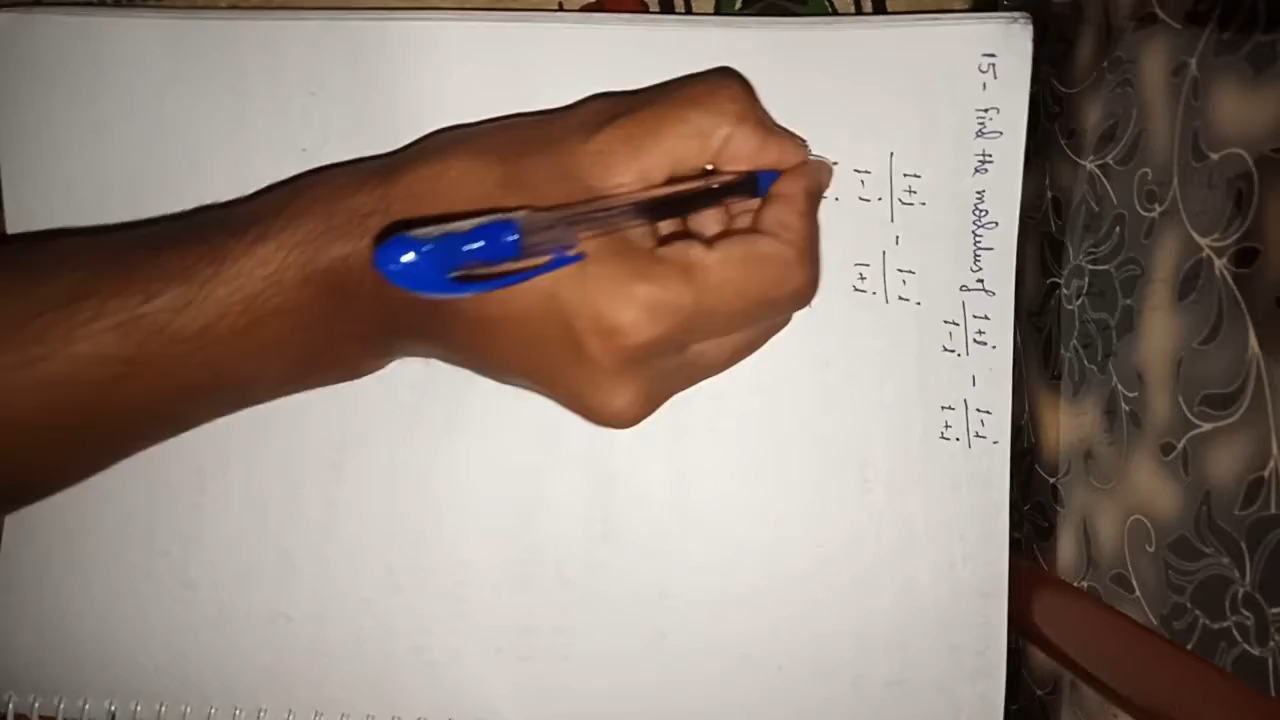 15- Find the modulus of 1+i/1-i - 1-i/1+i
1+i/1-i - 1-i/1+i